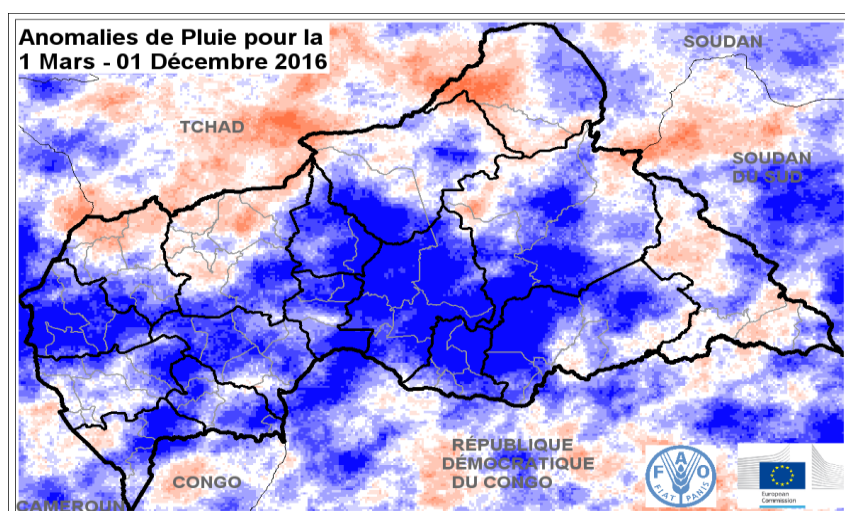 Anomalies de Pluie pour la
1 Mars - 01 Décembre 2016
SOUDAN
TCHAD
SOUDAN
DU SUD
RÉPUBLIQUE
DÉMOCRATIQUE
DU CONGO
CONGO
CAMEROUN
F A O
FIAT PANIS
European
Commission